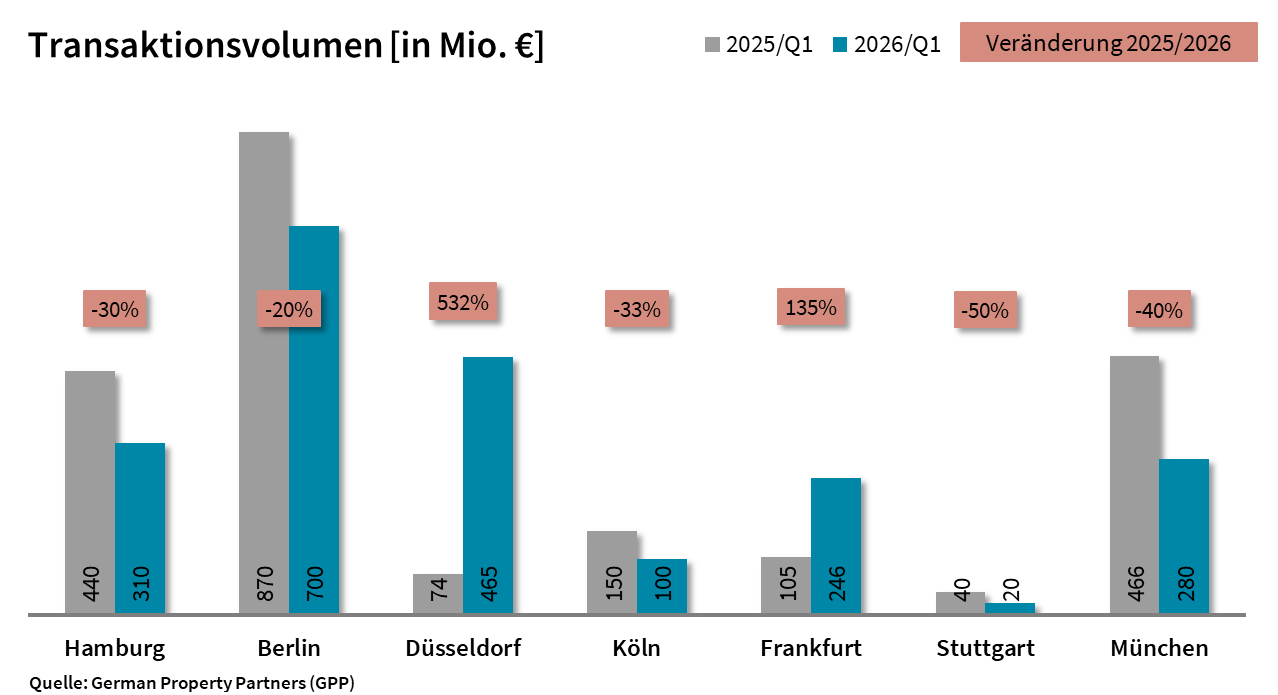 Transaktionsvolumen [in Mio. €]
2025/Q1 2026/Q1 Veränderung 2025/2026
-30% -20% 532% -33% 135% -50% -40%
440 310 870 700 74 465 150 100 105 246 40 20 466 280
Hamburg Berlin Düsseldorf Köln Frankfurt Stuttgart München
Quelle: German Property Partners (GPP)